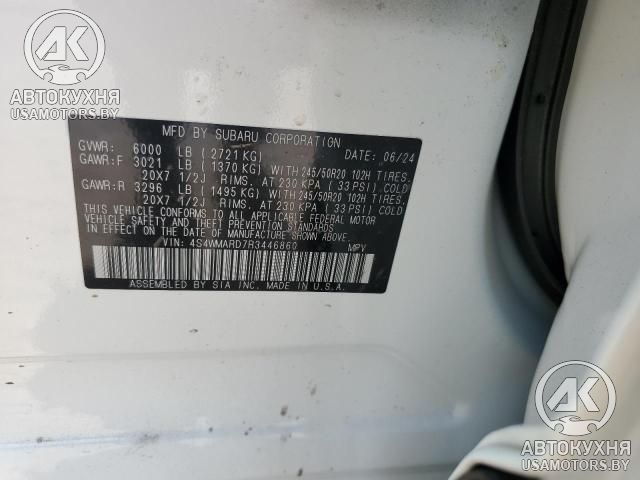 AK
АВТОКУХНЯ
USAMOTORS.BY
MFD BY SUBARU CORPORATION
GVWR: 6000 LB ( 2721 KG) DATE: 06/24
GAWR:F 3021 LB ( 1370 KG) WITH 245/50R20 102H TIRES.
20X7 1/2J RIMS. AT 230 KPA ( 33 PSI) COLD
GAWR:R 3296 LB ( 1495 KG) WITH 245/50R20 102H TIRES.
20X7 1/2J RIMS. AT 230 KPA ( 33 PSI) COLD
THIS VEHICLE CONFORMS TO ALL APPLICABLE FEDERAL MOTOR
VEHICLE SAFETY, BUMPER, AND THEFT PREVENTION STANDARDS
IN EFFECT ON THE DATE OF MANUFACTURE SHOWN ABOVE.
VIN: 4S4WMARD7R3446860 MPV
ASSEMBLED BY SIA INC. MADE IN U.S.A.
AK
АВТОКУХНЯ
USAMOTORS.BY